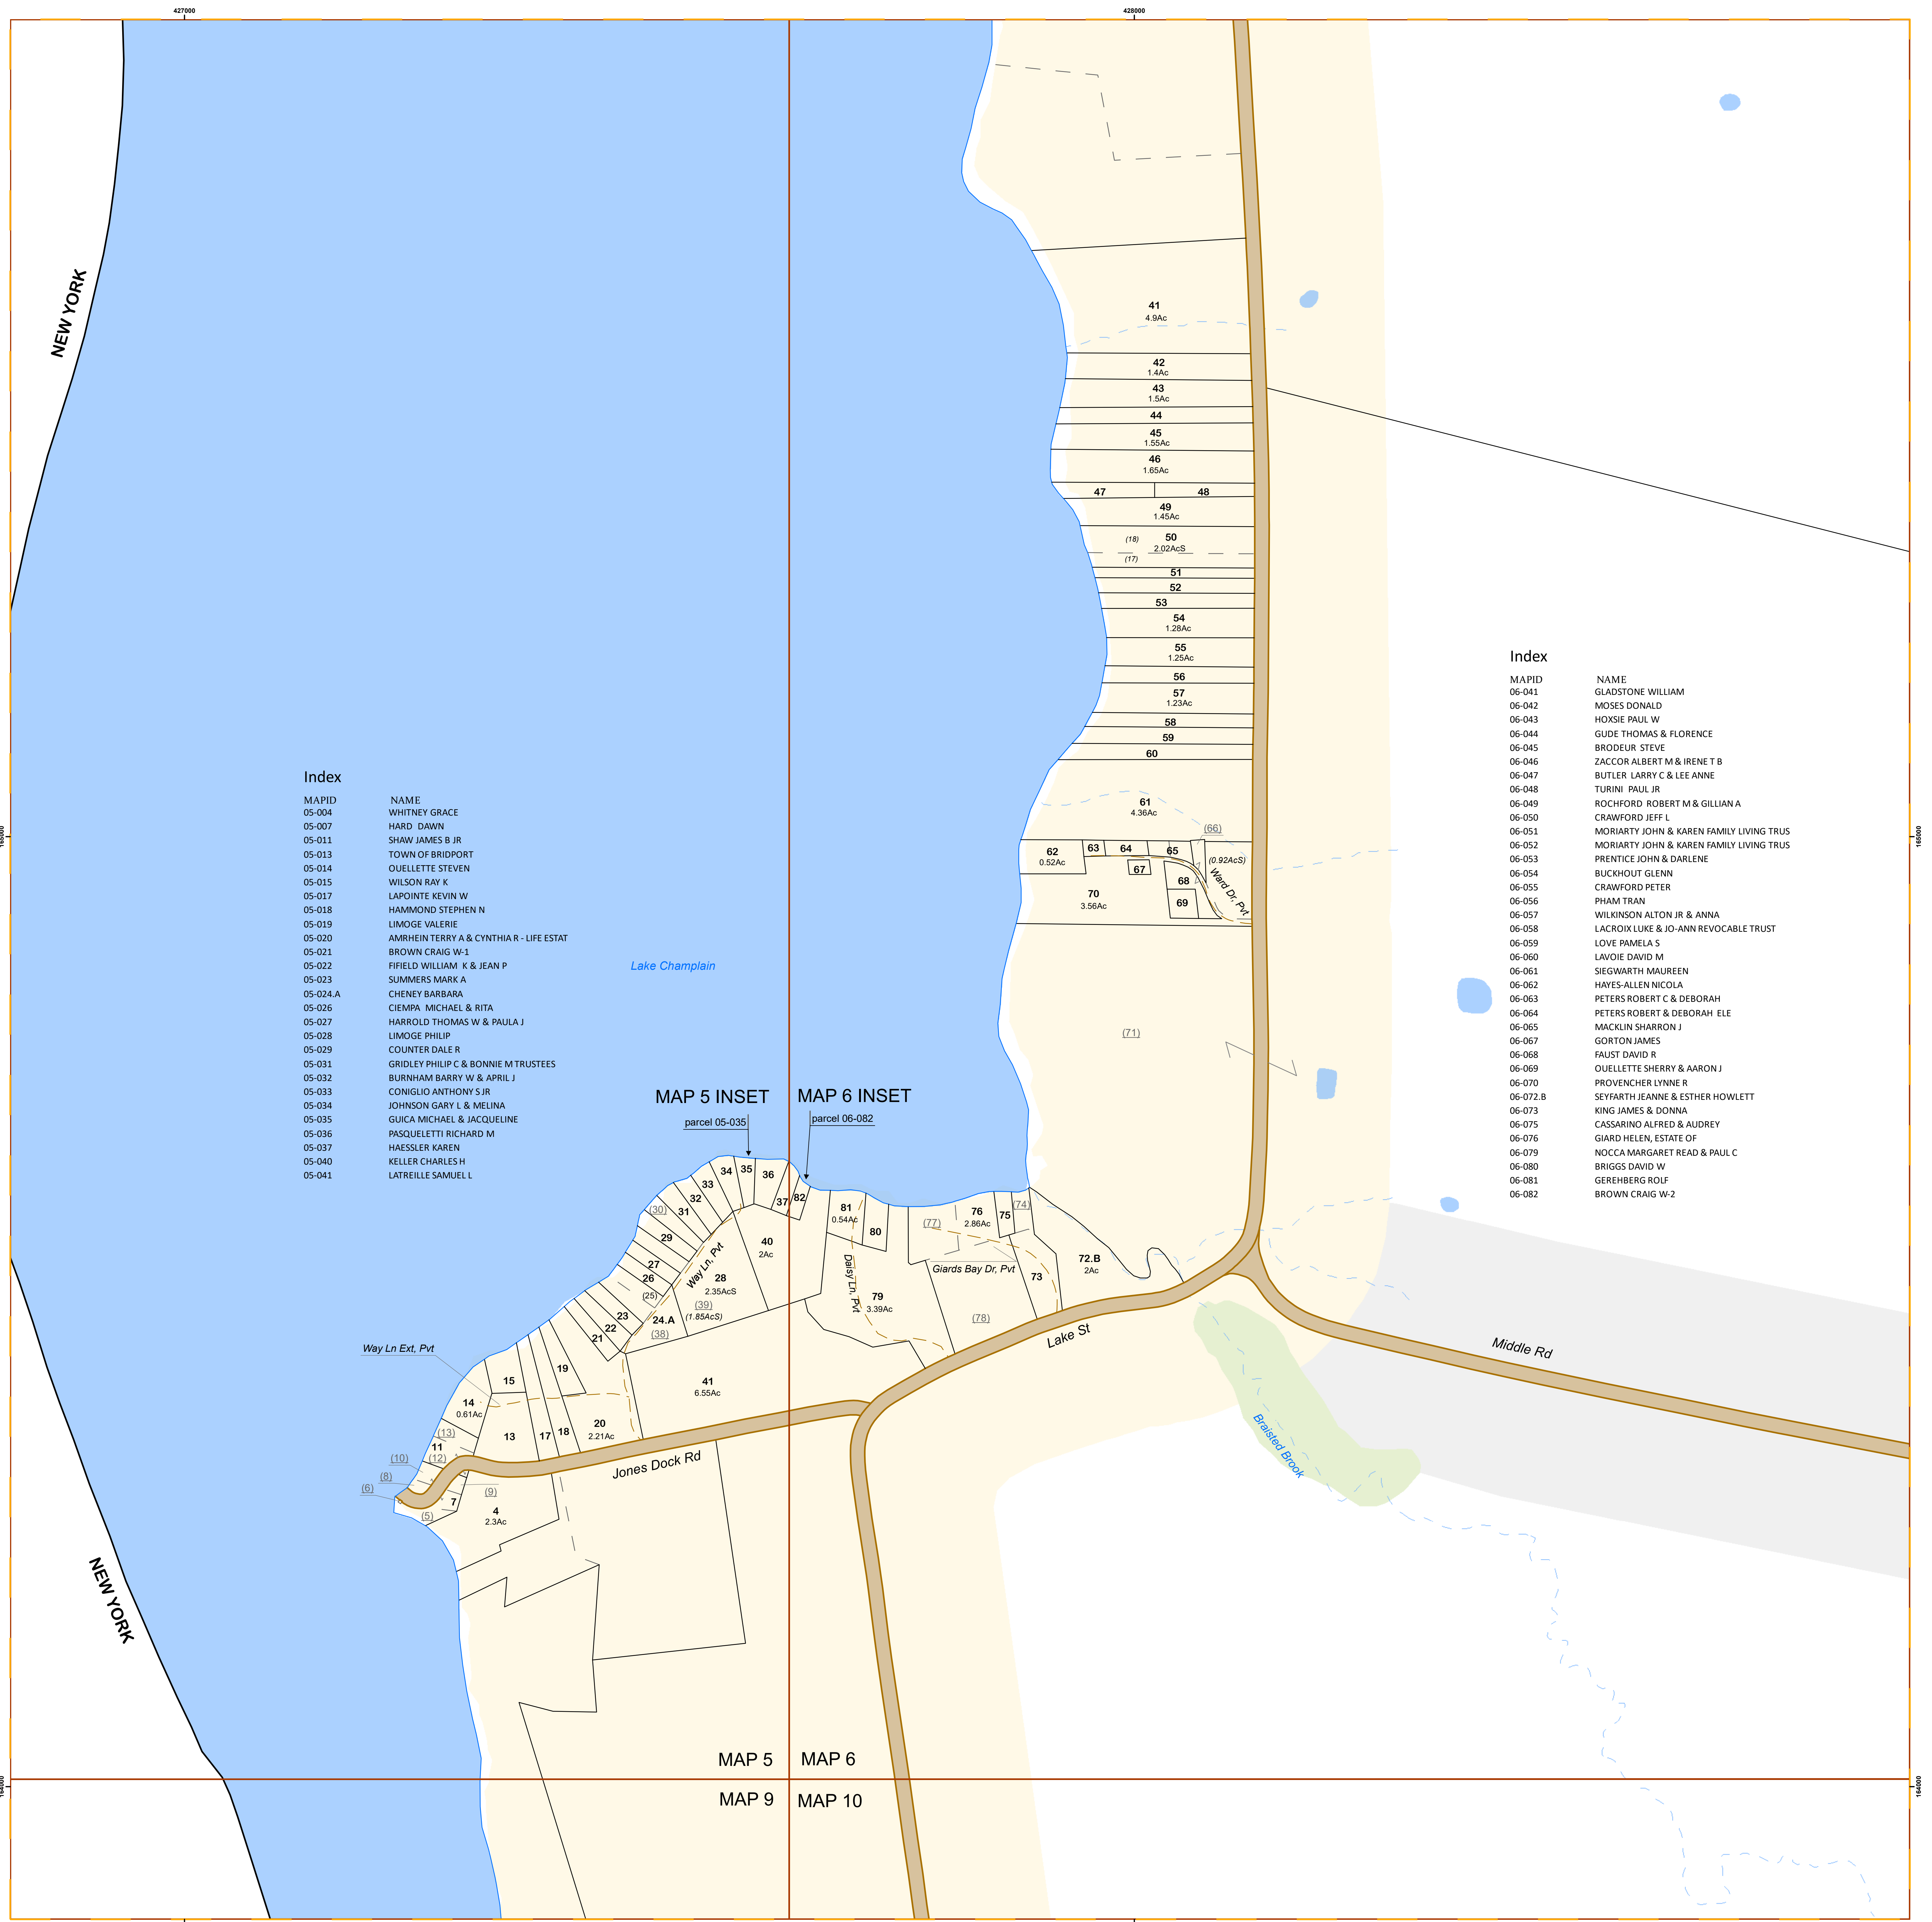 427000
428000
NEW YORK
41
4.9Ac
42
1.4Ac
43
1.5Ac
44
45
1.55Ac
46
1.65Ac
47
48
49
1.45Ac
(18)
50
2.02AcS
(17)
51
52
53
54
1.28Ac
55
1.25Ac
56
57
1.23Ac
58
59
60
61
4.36Ac
(66)
62
0.52Ac
63
64
65
(0.92AcS)
67
68
69
Ward Dr, Pvt
70
3.56Ac
(71)
165000
165000
Index
MAPID NAME
05-004 WHITNEY GRACE
05-007 HARD DAWN
05-011 SHAW JAMES B JR
05-013 TOWN OF BRIDPORT
05-014 OUELLETTE STEVEN
05-015 WILSON RAY K
05-017 LAPOINTE KEVIN W
05-018 HAMMOND STEPHEN N
05-019 LIMOGE VALERIE
05-020 AMRHEIN TERRY A & CYNTHIA R - LIFE ESTAT
05-021 BROWN CRAIG W-1
05-022 FIFIELD WILLIAM K & JEAN P
05-023 SUMMERS MARK A
05-024.A CHENEY BARBARA
05-026 CIEMPA MICHAEL & RITA
05-027 HARROLD THOMAS W & PAULA J
05-028 LIMOGE PHILIP
05-029 COUNTER DALE R
05-031 GRIDLEY PHILIP C & BONNIE M TRUSTEES
05-032 BURNHAM BARRY W & APRIL J
05-033 CONIGLIO ANTHONY S JR
05-034 JOHNSON GARY L & MELINA
05-035 GUICA MICHAEL & JACQUELINE
05-036 PASQUELETTI RICHARD M
05-037 HAESSLER KAREN
05-040 KELLER CHARLES H
05-041 LATREILLE SAMUEL L
Lake Champlain
Index
MAPID NAME
06-041 GLADSTONE WILLIAM
06-042 MOSES DONALD
06-043 HOXSIE PAUL W
06-044 GUDE THOMAS & FLORENCE
06-045 BRODEUR STEVE
06-046 ZACCOR ALBERT M & IRENE T B
06-047 BUTLER LARRY C & LEE ANNE
06-048 TURINI PAUL JR
06-049 ROCHFORD ROBERT M & GILLIAN A
06-050 CRAWFORD JEFF L
06-051 MORIARTY JOHN & KAREN FAMILY LIVING TRUS
06-052 MORIARTY JOHN & KAREN FAMILY LIVING TRUS
06-053 PRENTICE JOHN & DARLENE
06-054 BUCKHOUT GLENN
06-055 CRAWFORD PETER
06-056 PHAM TRAN
06-057 WILKINSON ALTON JR & ANNA
06-058 LACROIX LUKE & JO-ANN REVOCABLE TRUST
06-059 LOVE PAMELA S
06-060 LAVOIE DAVID M
06-061 SIEGWARTH MAUREEN
06-062 HAYES-ALLEN NICOLA
06-063 PETERS ROBERT C & DEBORAH
06-064 PETERS ROBERT & DEBORAH ELE
06-065 MACKLIN SHARRON J
06-067 GORTON JAMES
06-068 FAUST DAVID R
06-069 OUELLETTE SHERRY & AARON J
06-070 PROVENCHER LYNNE R
06-072.B SEYFARTH JEANNE & ESTHER HOWLETT
06-073 KING JAMES & DONNA
06-075 CASSARINO ALFRED & AUDREY
06-076 GIARD HELEN, ESTATE OF
06-079 NOCCA MARGARET READ & PAUL C
06-080 BRIGGS DAVID W
06-081 GEREHBERG ROLF
06-082 BROWN CRAIG W-2
MAP 5 INSET
MAP 6 INSET
parcel 05-035
parcel 06-082
34
35
36
37
82
33
32
31
(30)
29
27
26
(25)
Way Ln, Pvt
28
2.35AcS
(39)
(1.85AcS)
40
2Ac
24.A
(38)
23
22
21
81
0.54Ac
80
(77)
76
2.86Ac
75
(74)
Giards Bay Dr, Pvt
73
72.B
2Ac
Daisy Ln, Pvt
79
3.39Ac
(78)
Lake St
Middle Rd
Way Ln Ext, Pvt
19
15
14
0.61Ac
41
6.55Ac
20
2.21Ac
13
17
18
(13)
11
(12)
(10)
(8)
(6)
(9)
7
(5)
4
2.3Ac
Jones Dock Rd
Braisted Brook
NEW YORK
MAP 5
MAP 6
MAP 9
MAP 10
164000
164000